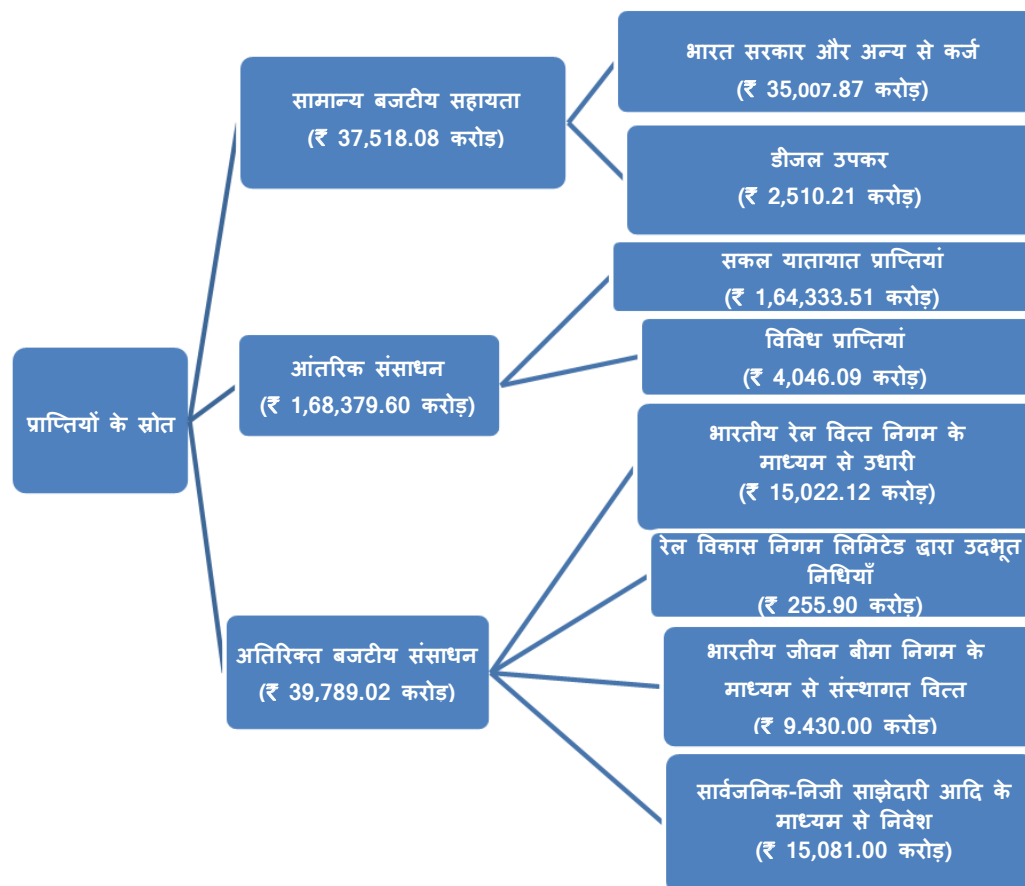 प्राप्तियों के स्रोत
सामान्य बजटीय सहायता
(₹ 37,518.08 करोड़)
भारत सरकार और अन्य से कर्ज
(₹ 35,007.87 करोड़)
डीजल उपकर
(₹ 2,510.21 करोड़)
आंतरिक संसाधन
(₹ 1,68,379.60 करोड़)
सकल यातायात प्राप्तियां
(₹ 1,64,333.51 करोड़)
विविध प्राप्तियां
(₹ 4,046.09 करोड़)
अतिरिक्त बजटीय संसाधन
(₹ 39,789.02 करोड़)
भारतीय रेल वित्त निगम के
माध्यम से उधारी
(₹ 15,022.12 करोड़)
रेल विकास निगम लिमिटेड द्वारा उदभूत
निधियाँ
(₹ 255.90 करोड़)
भारतीय जीवन बीमा निगम के
माध्यम से संस्थागत वित्त
(₹ 9.430.00 करोड)
सार्वजनिक-निजी साझेदारी आदि के
माध्यम से निवेश
(₹ 15,081.00 करोड़)